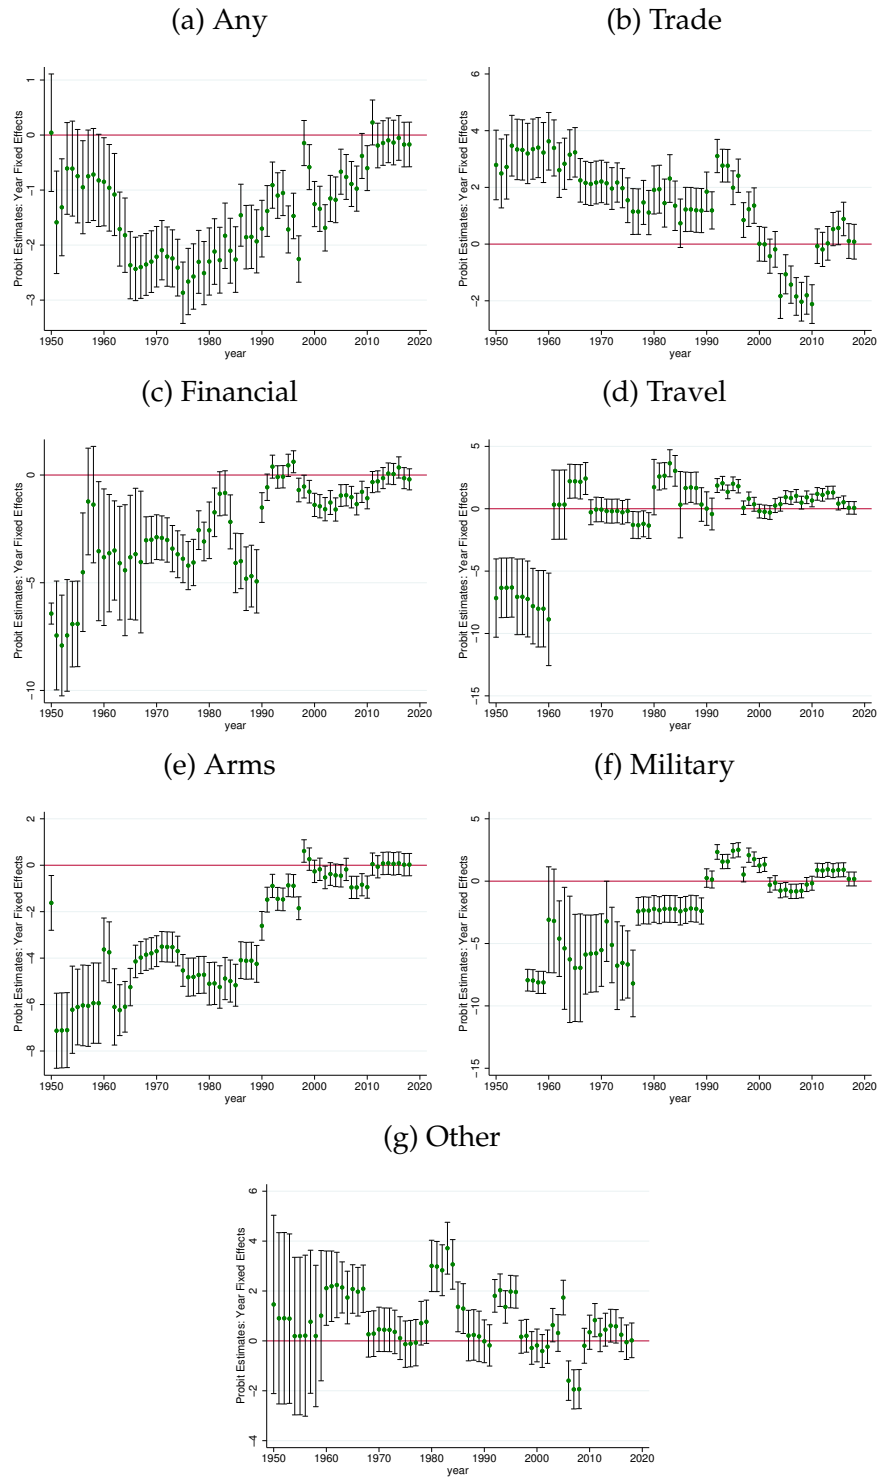 (a) Any
Probit Estimates: Year Fixed Effects
1
0
−1
−2
−3
1950 1960 1970 1980 1990 2000 2010 2020
year
(b) Trade
Probit Estimates: Year Fixed Effects
6
4
2
0
−2
1950 1960 1970 1980 1990 2000 2010 2020
year
(c) Financial
Probit Estimates: Year Fixed Effects
0
−5
−10
1950 1960 1970 1980 1990 2000 2010 2020
year
(d) Travel
Probit Estimates: Year Fixed Effects
5
0
−5
−10
−15
1950 1960 1970 1980 1990 2000 2010 2020
year
(e) Arms
Probit Estimates: Year Fixed Effects
2
0
−2
−4
−6
−8
1950 1960 1970 1980 1990 2000 2010 2020
year
(f) Military
Probit Estimates: Year Fixed Effects
5
0
−5
−10
−15
1950 1960 1970 1980 1990 2000 2010 2020
year
(g) Other
Probit Estimates: Year Fixed Effects
6
4
2
0
−2
−4
1950 1960 1970 1980 1990 2000 2010 2020
year